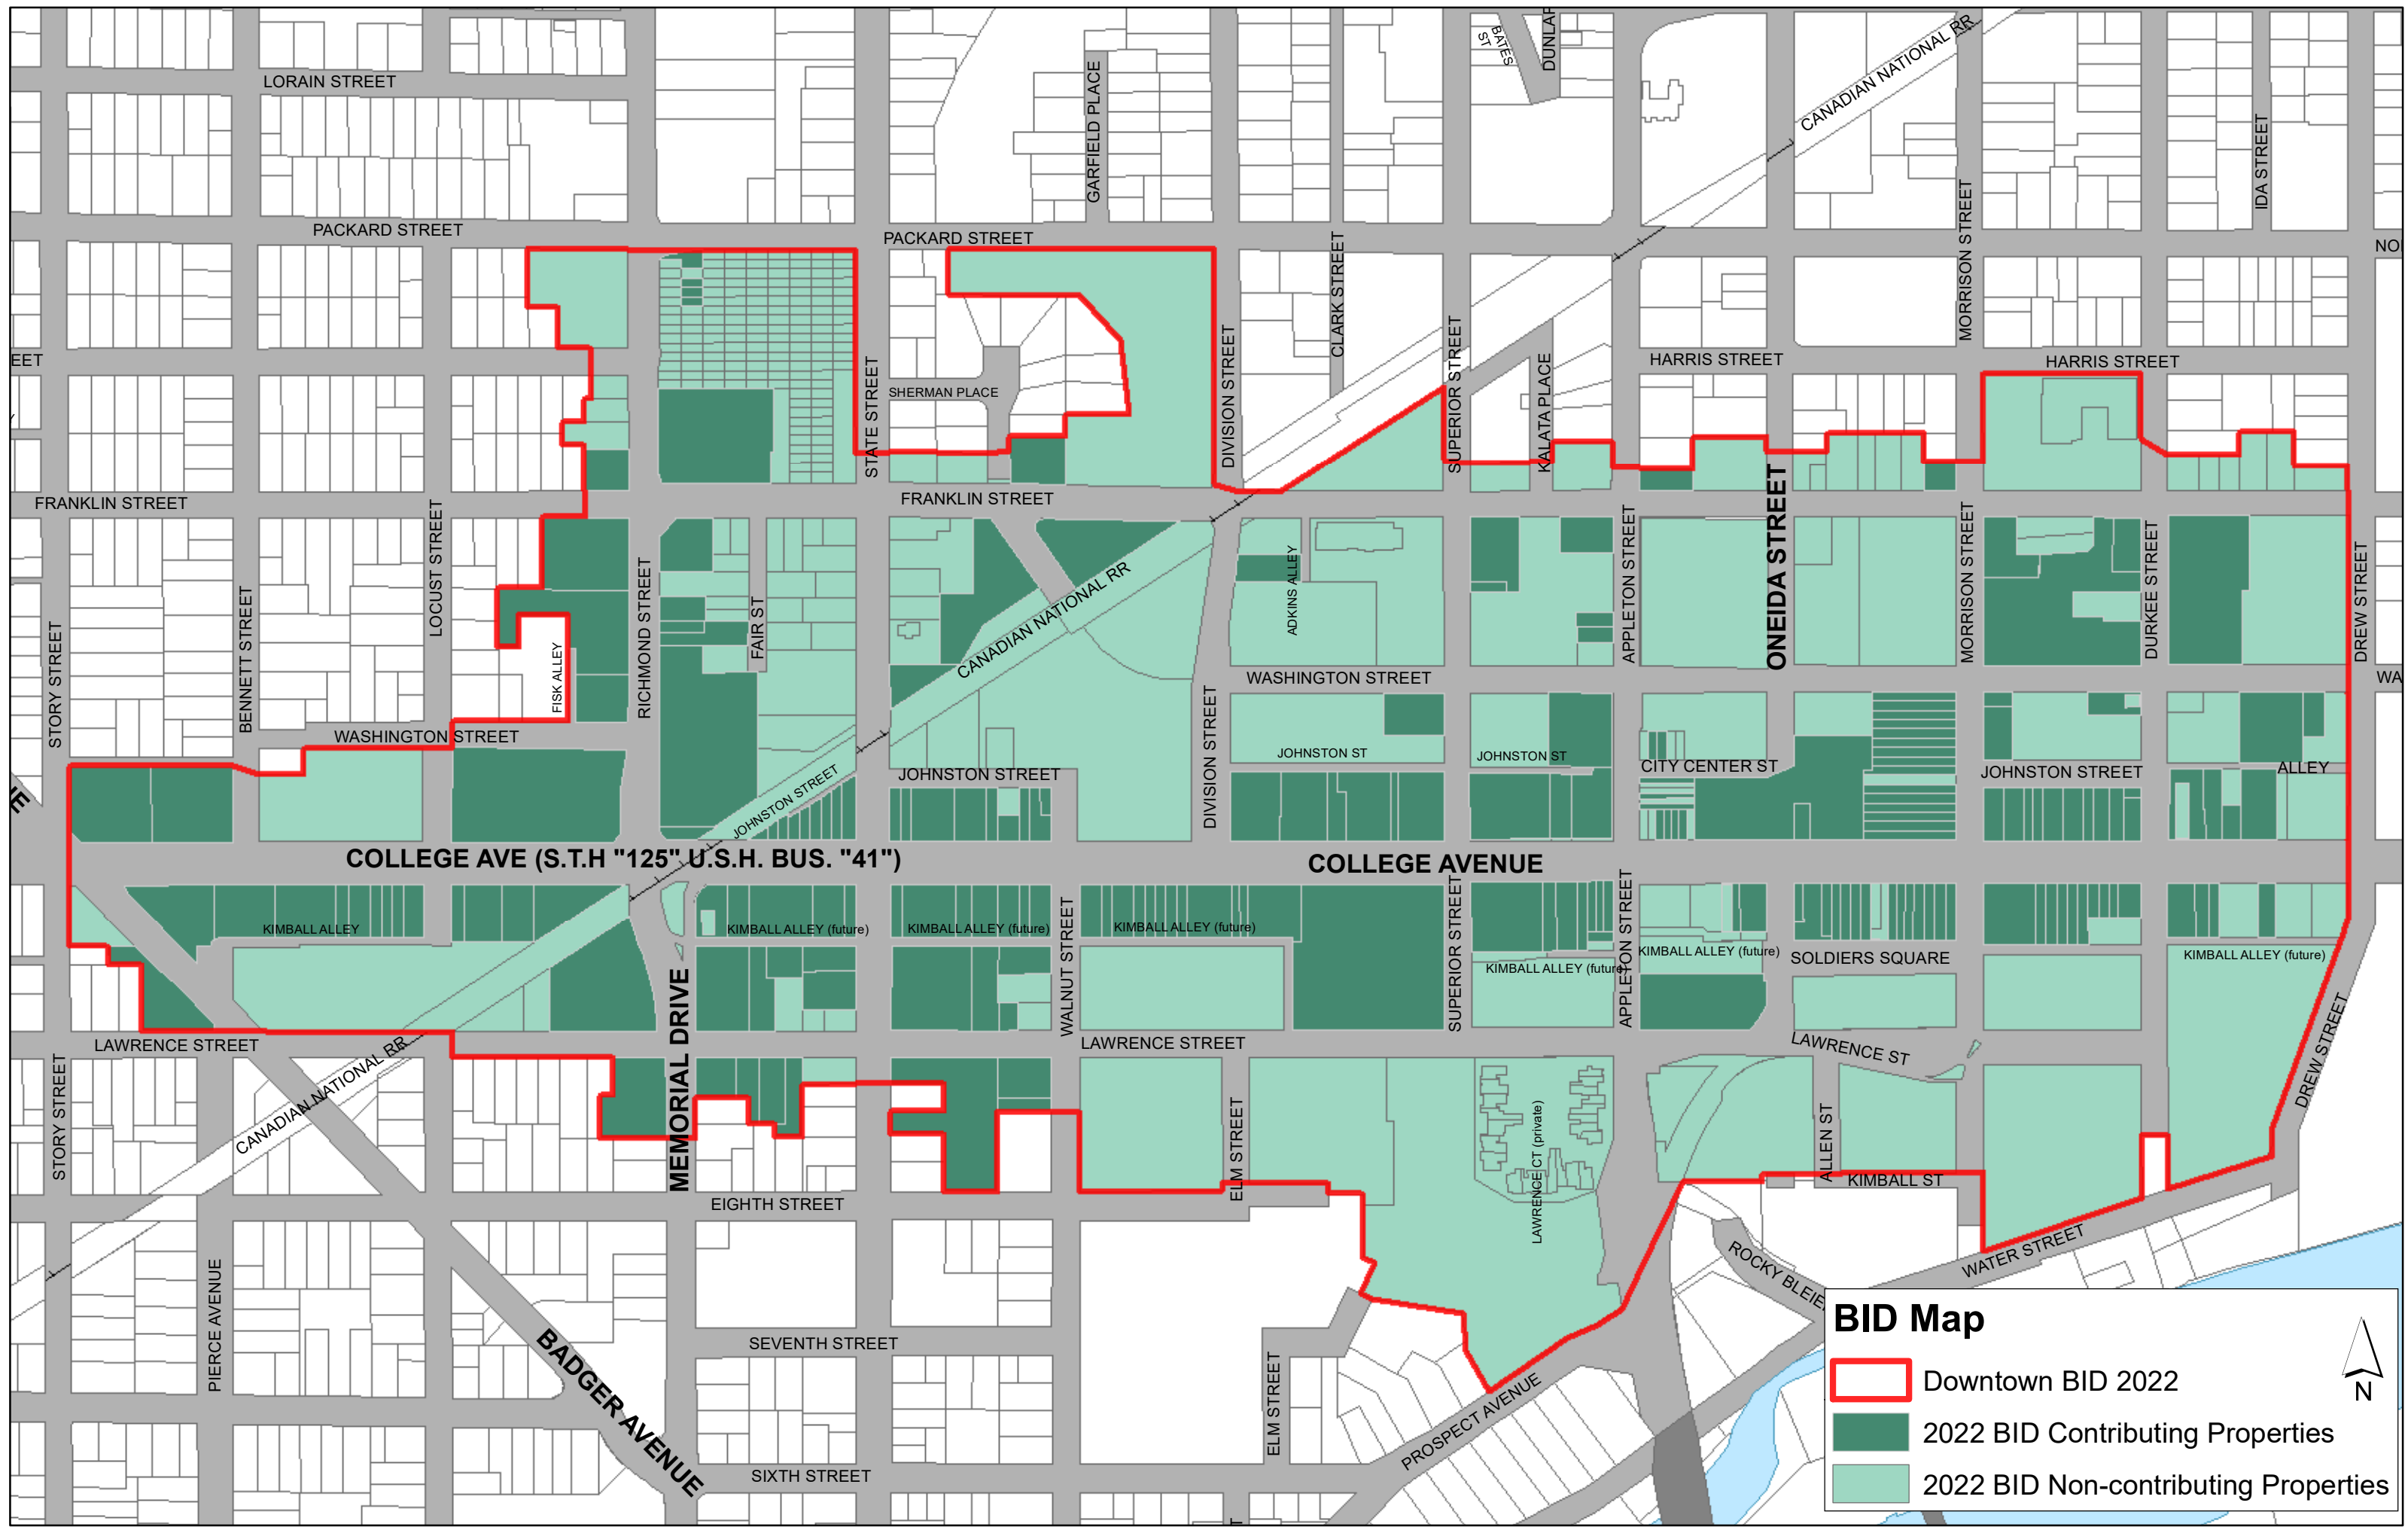 BATES
ST
DUNLAP
CANADIAN NATIONAL RR
LORAIN STREET
GARFIELD PLACE
IDA STREET
PACKARD STREET
PACKARD STREET
CLARK STREET
MORRISON STREET
NO
EET
STATE STREET
SHERMAN PLACE
DIVISION STREET
SUPERIOR STREET
KALATA PLACE
HARRIS STREET
HARRIS STREET
FRANKLIN STREET
FRANKLIN STREET
LOCUST STREET
STORY STREET
BENNETT STREET
FISK ALLEY
RICHMOND STREET
FAIR ST
CANADIAN NATIONAL RR
ADKINS ALLEY
APPLETON STREET
ONEIDA STREET
MORRISON STREET
DURKEE STREET
DREW STREET
WASHINGTON STREET
WASHINGTON STREET
WA
DIVISION STREET
JOHNSTON STREET
JOHNSTON STREET
JOHNSTON ST
JOHNSTON ST
CITY CENTER ST
JOHNSTON STREET
ALLEY
COLLEGE AVE (S.T.H "125" U.S.H. BUS. "41")
COLLEGE AVENUE
KIMBALL ALLEY
KIMBALL ALLEY (future)
KIMBALL ALLEY (future)
KIMBALL ALLEY (future)
KIMBALL ALLEY (future)
KIMBALL ALLEY (future)
SOLDIERS SQUARE
KIMBALL ALLEY (future)
WALNUT STREET
SUPERIOR STREET
APPLETON STREET
MEMORIAL DRIVE
LAWRENCE STREET
LAWRENCE STREET
LAWRENCE ST
DREW STREET
CANADIAN NATIONAL RR
STORY STREET
ELM STREET
LAWRENCE CT (private)
ALLEN ST
KIMBALL ST
EIGHTH STREET
WATER STREET
ROCKY BLEIE
PIERCE AVENUE
BADGER AVENUE
SEVENTH STREET
ELM STREET
PROSPECT AVENUE
SIXTH STREET
BID Map
Downtown BID 2022
2022 BID Contributing Properties
2022 BID Non-contributing Properties
N